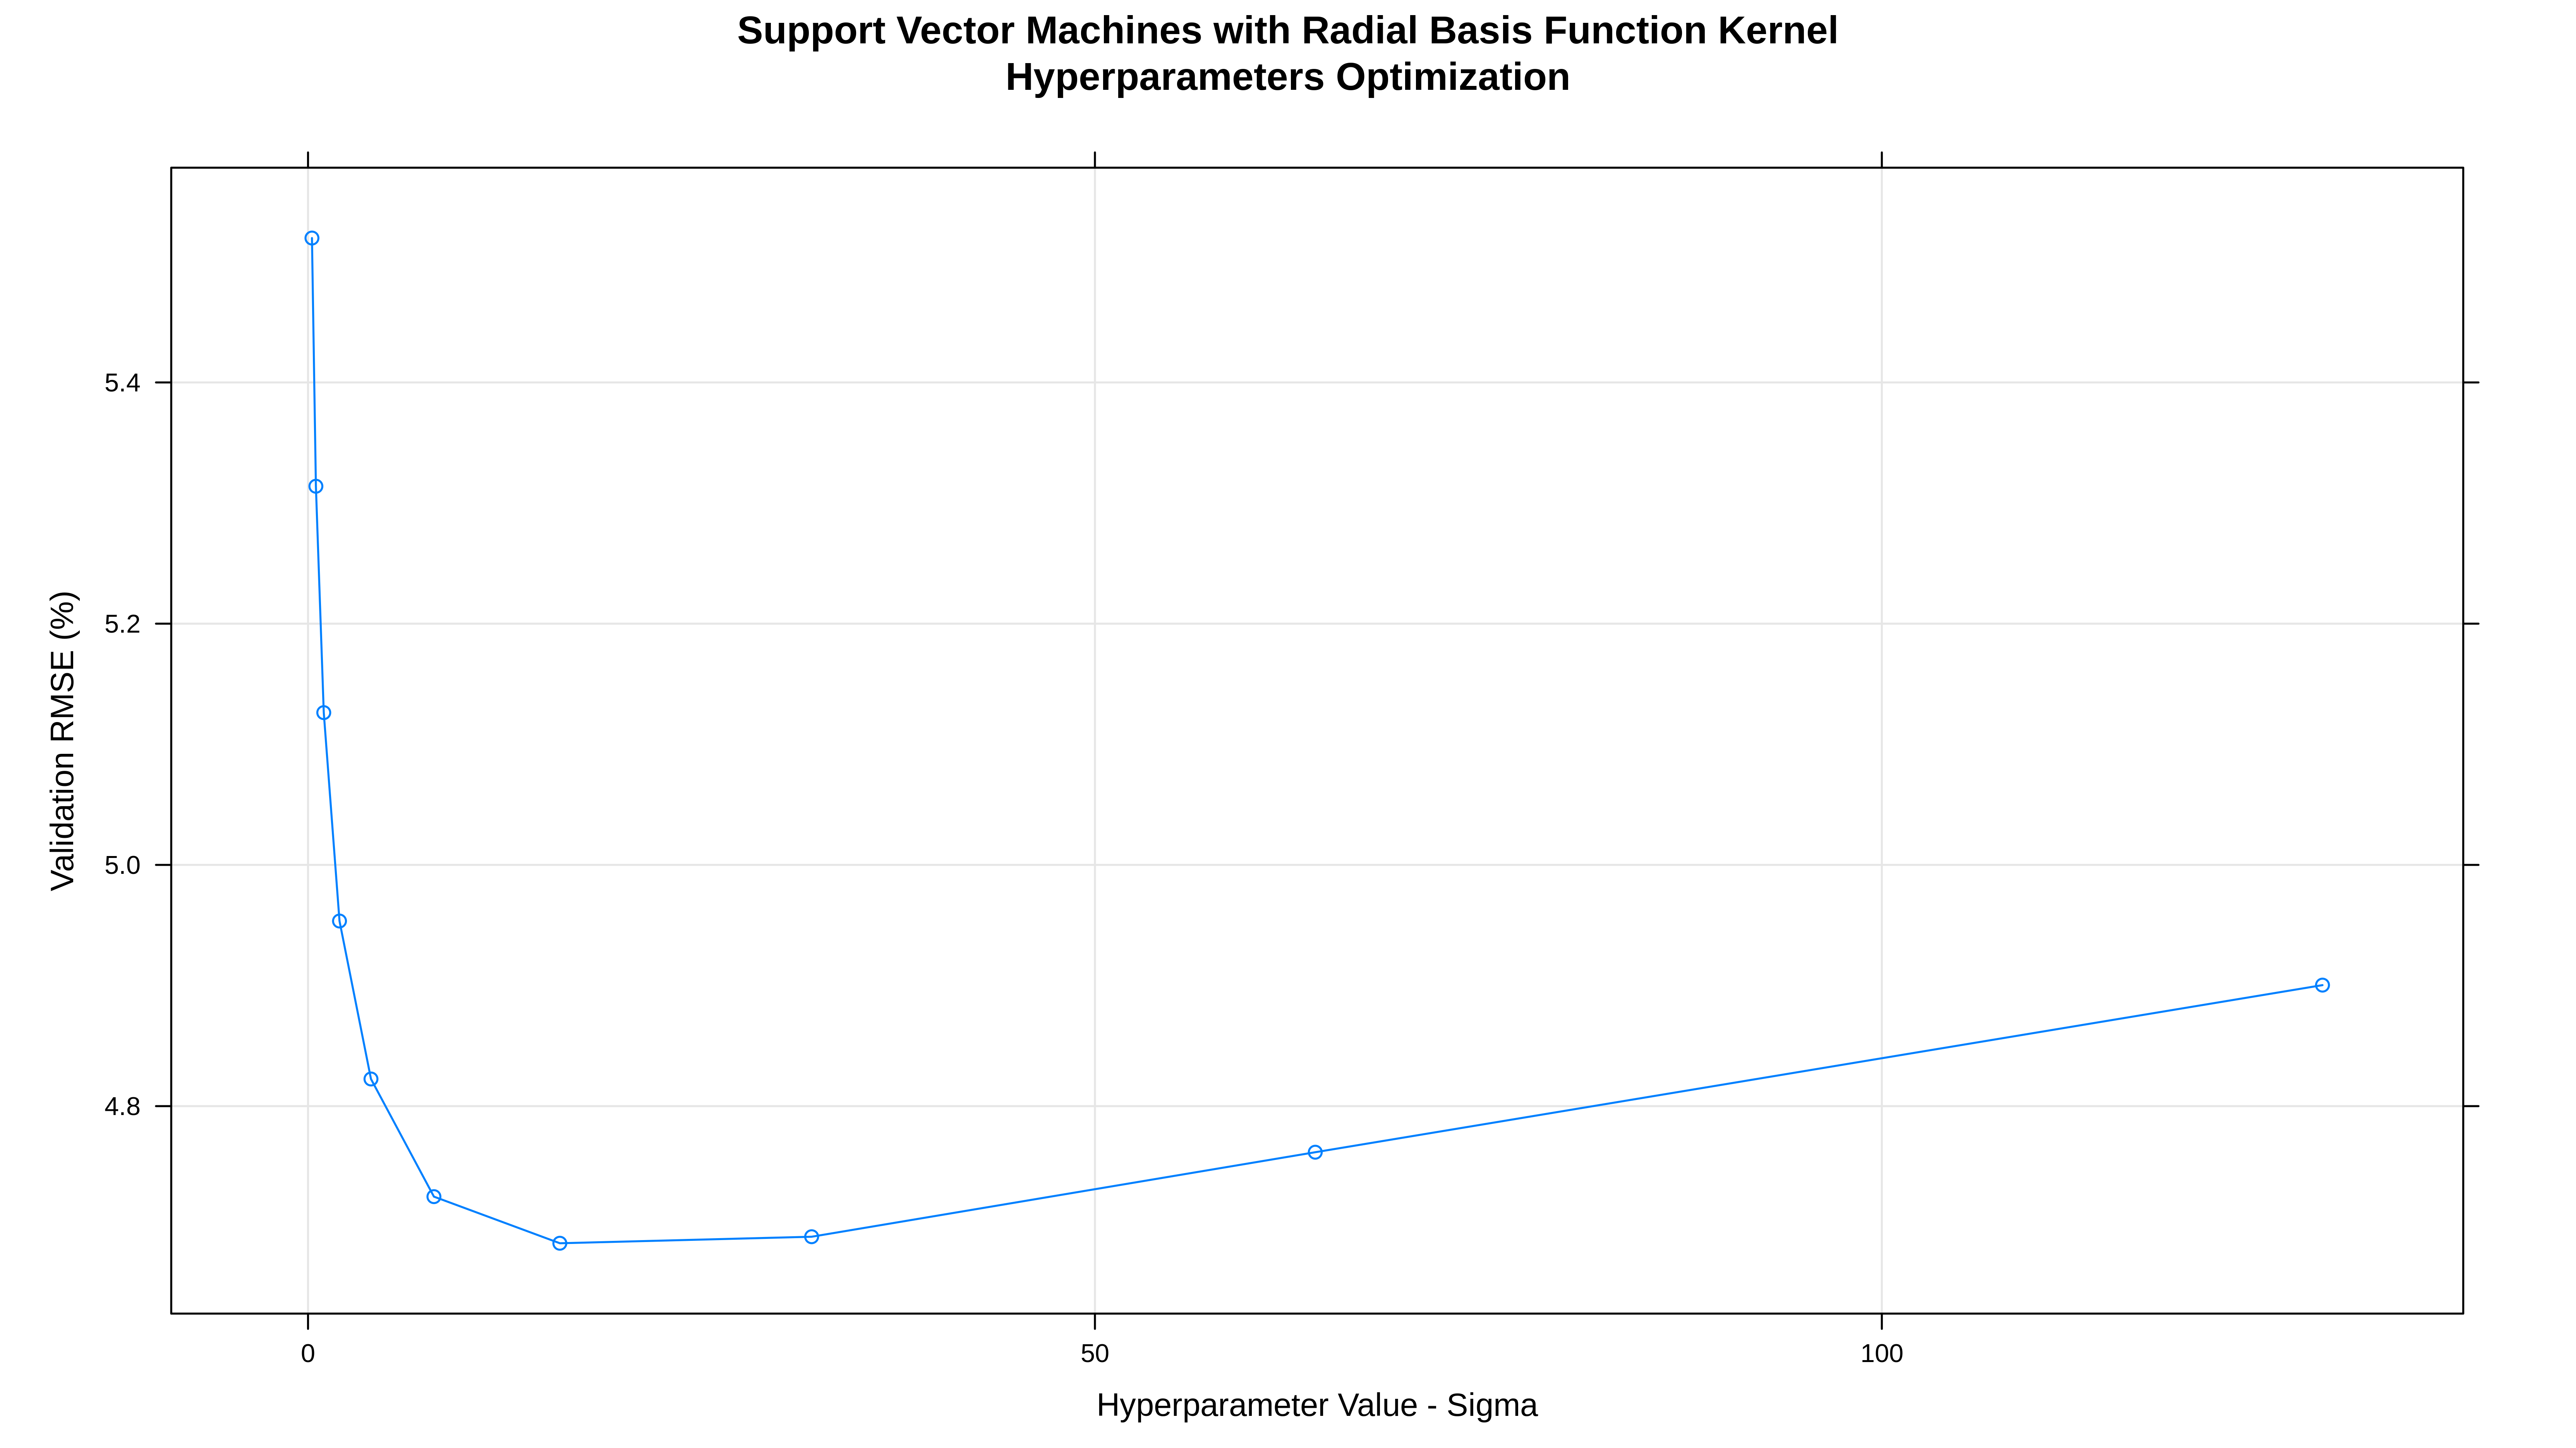 Support Vector Machines with Radial Basis Function Kernel
Hyperparameters Optimization
Validation RMSE (%)
5.4
5.2
5.0
4.8
0
50
100
Hyperparameter Value - Sigma